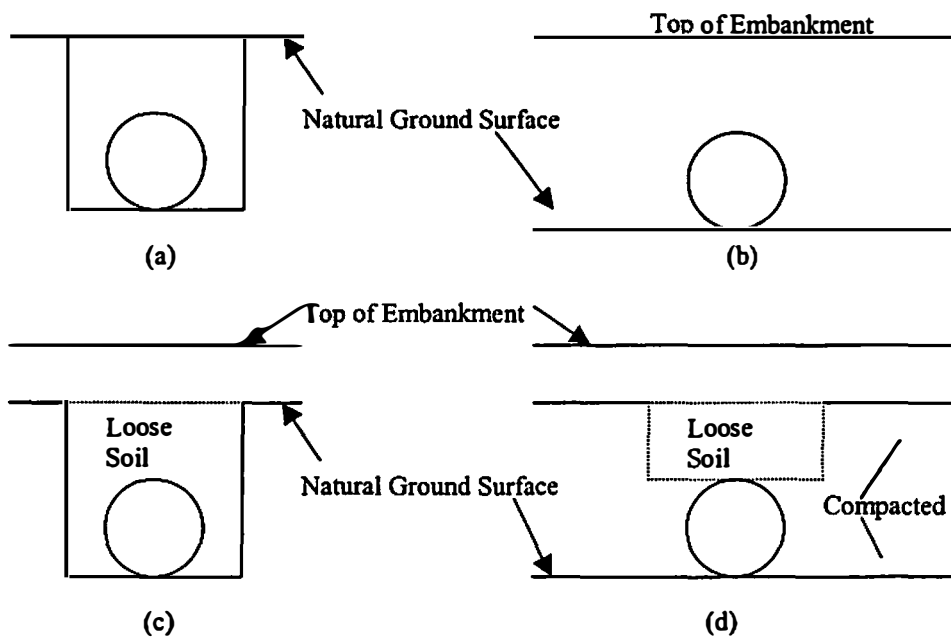 Top of Embankment
Natural Ground Surface
(a)
(b)
Top of Embankment
Loose
Soil
Loose
Soil
Natural Ground Surface
Compacted
(c)
(d)